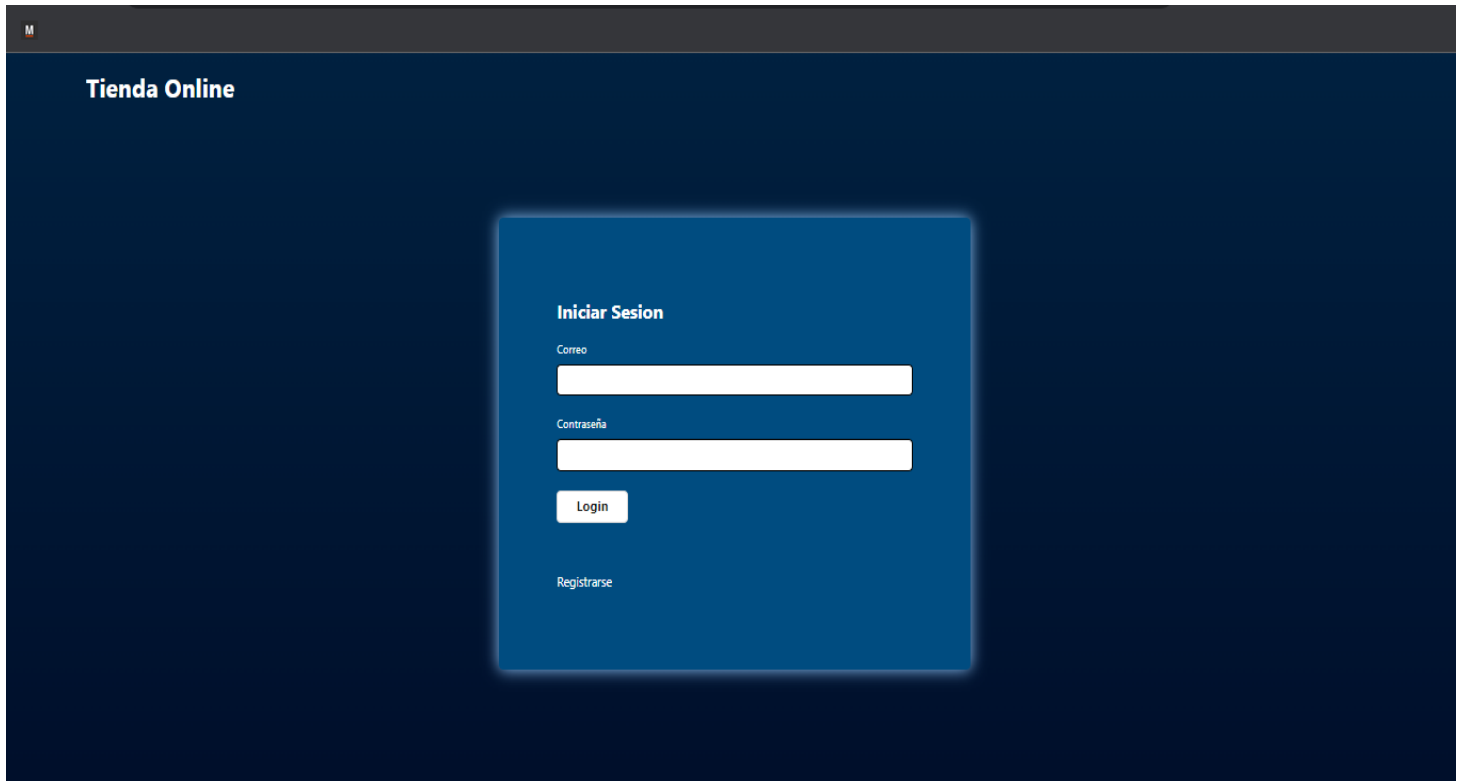 M
Tienda Online
Iniciar Sesion
Correo
Contraseña
Login
Registrarse